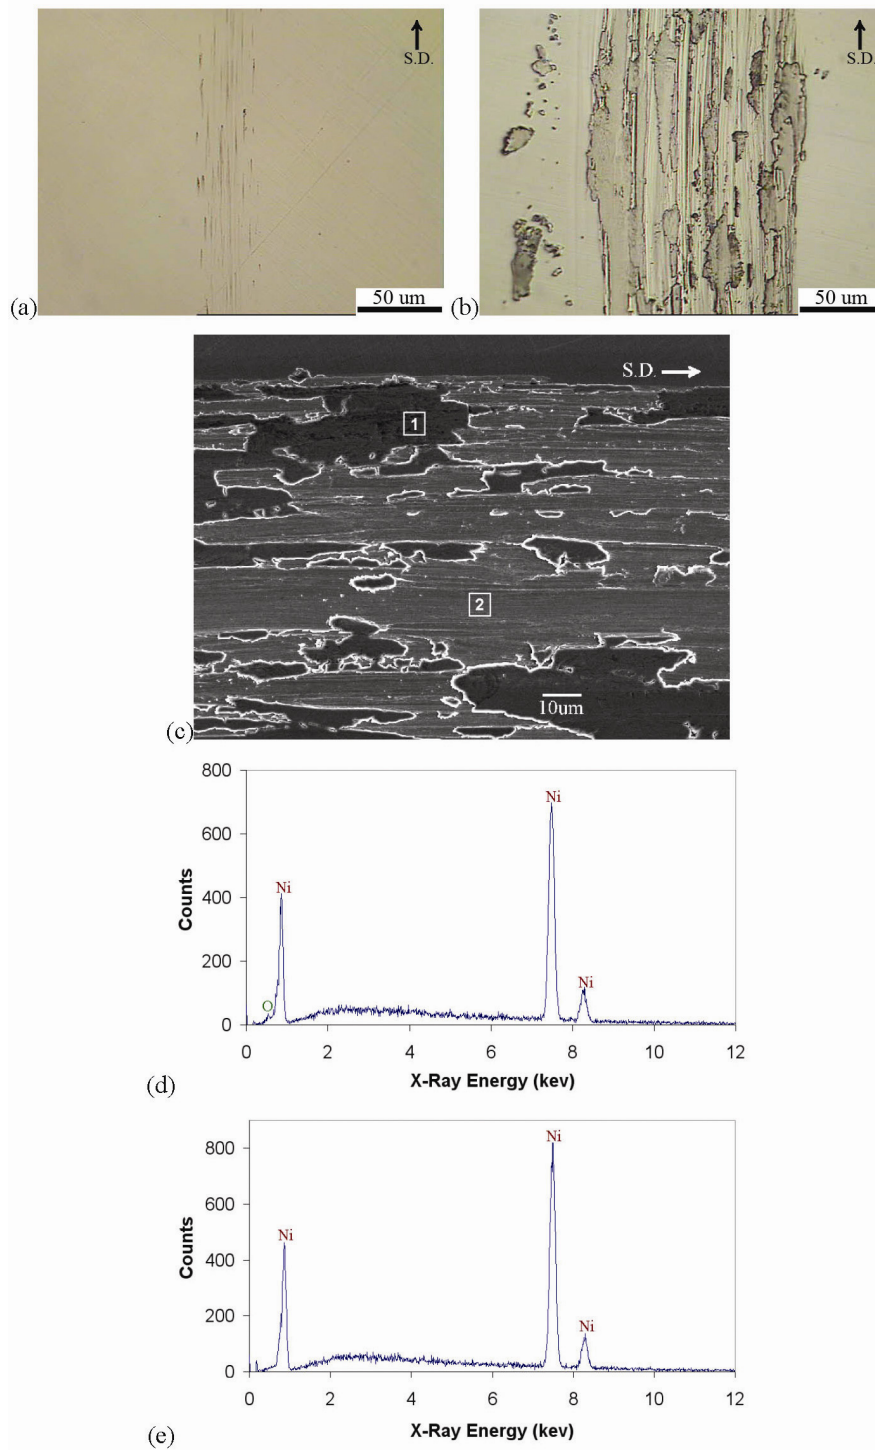 S.D.
S.D.
50 um
50 um
(a)
(b)
S.D.
1
2
10um
(c)
800
600
400
200
0
Counts
Ni
Ni
Ni
O
0 2 4 6 8 10 12
X-Ray Energy (kev)
(d)
800
600
400
200
0
Counts
Ni
Ni
Ni
0 2 4 6 8 10 12
X-Ray Energy (kev)
(e)